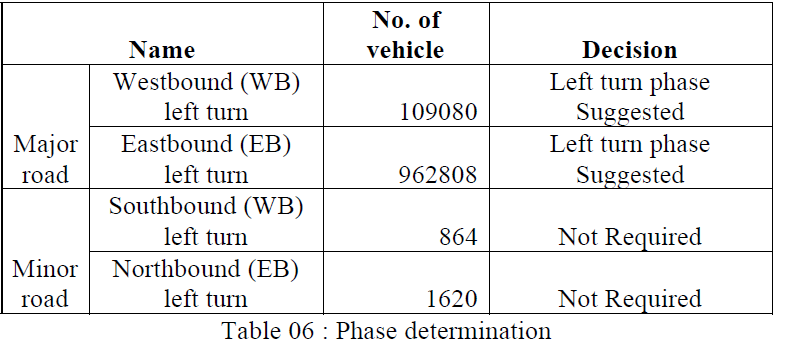 Name
No. of
vehicle
Decision
Major
road
Westbound (WB)
left turn
109080
Left turn phase
Suggested
Eastbound (EB)
left turn
962808
Left turn phase
Suggested
Minor
road
Southbound (WB)
left turn
864
Not Required
Northbound (EB)
left turn
1620
Not Required
Table 06 : Phase determination